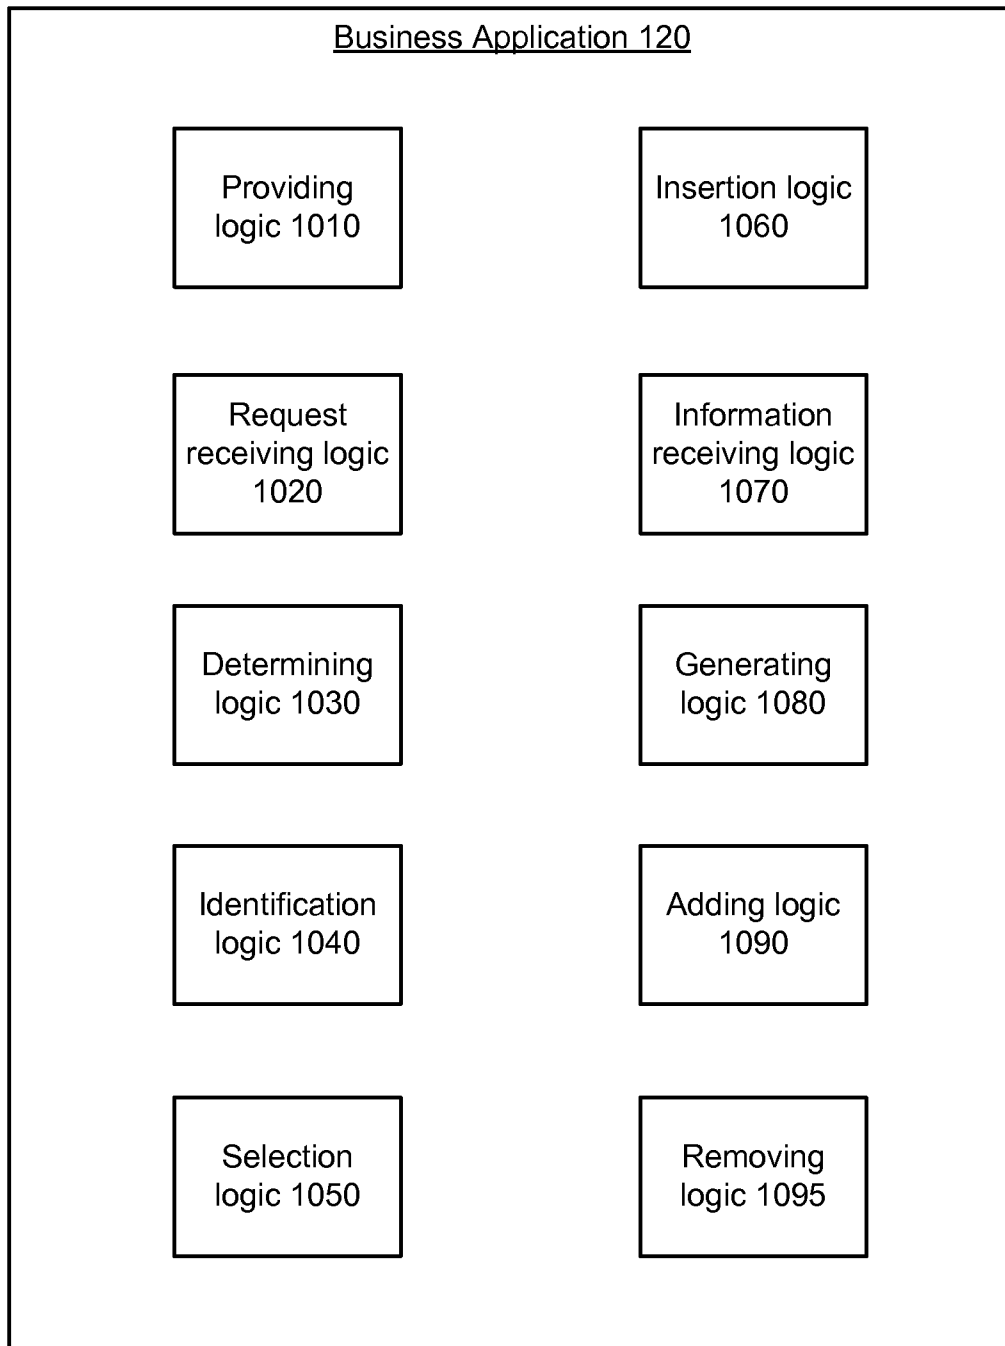 Business Application 120
Providing
logic 1010
Insertion logic
1060
Request
receiving logic
1020
Information
receiving logic
1070
Determining
logic 1030
Generating
logic 1080
Identification
logic 1040
Adding logic
1090
Selection
logic 1050
Removing
logic 1095